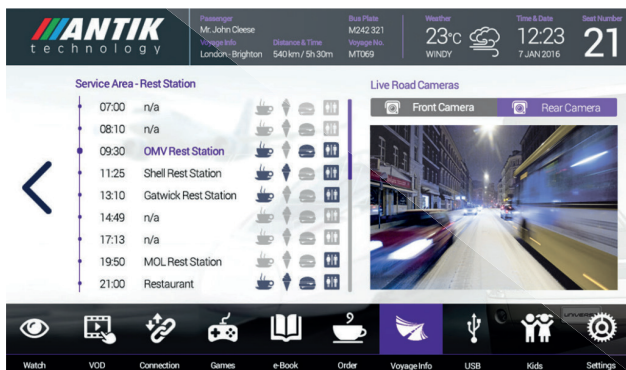 ANTIK
technology
Passenger
Mr. John Cleese
Voyage Info
London - Brighton
Distance & Time
540 km / 5h 30m
Bus Plate
M242 321
Voyage No.
MT069
Weather
23°C
WINDY
Time & Date
12:23
7 JAN 2016
Seat Number
21
Service Area - Rest Station
07:00 n/a
08:10 n/a
09:30 OMV Rest Station
11:25 Shell Rest Station
13:10 Gatwick Rest Station
14:49 n/a
17:13 n/a
19:50 MOL Rest Station
21:00 Restaurant
Live Road Cameras
Front Camera
Rear Camera
Watch
VOD
Connection
Games
e-Book
Order
Voyage Info
USB
Kids
Settings